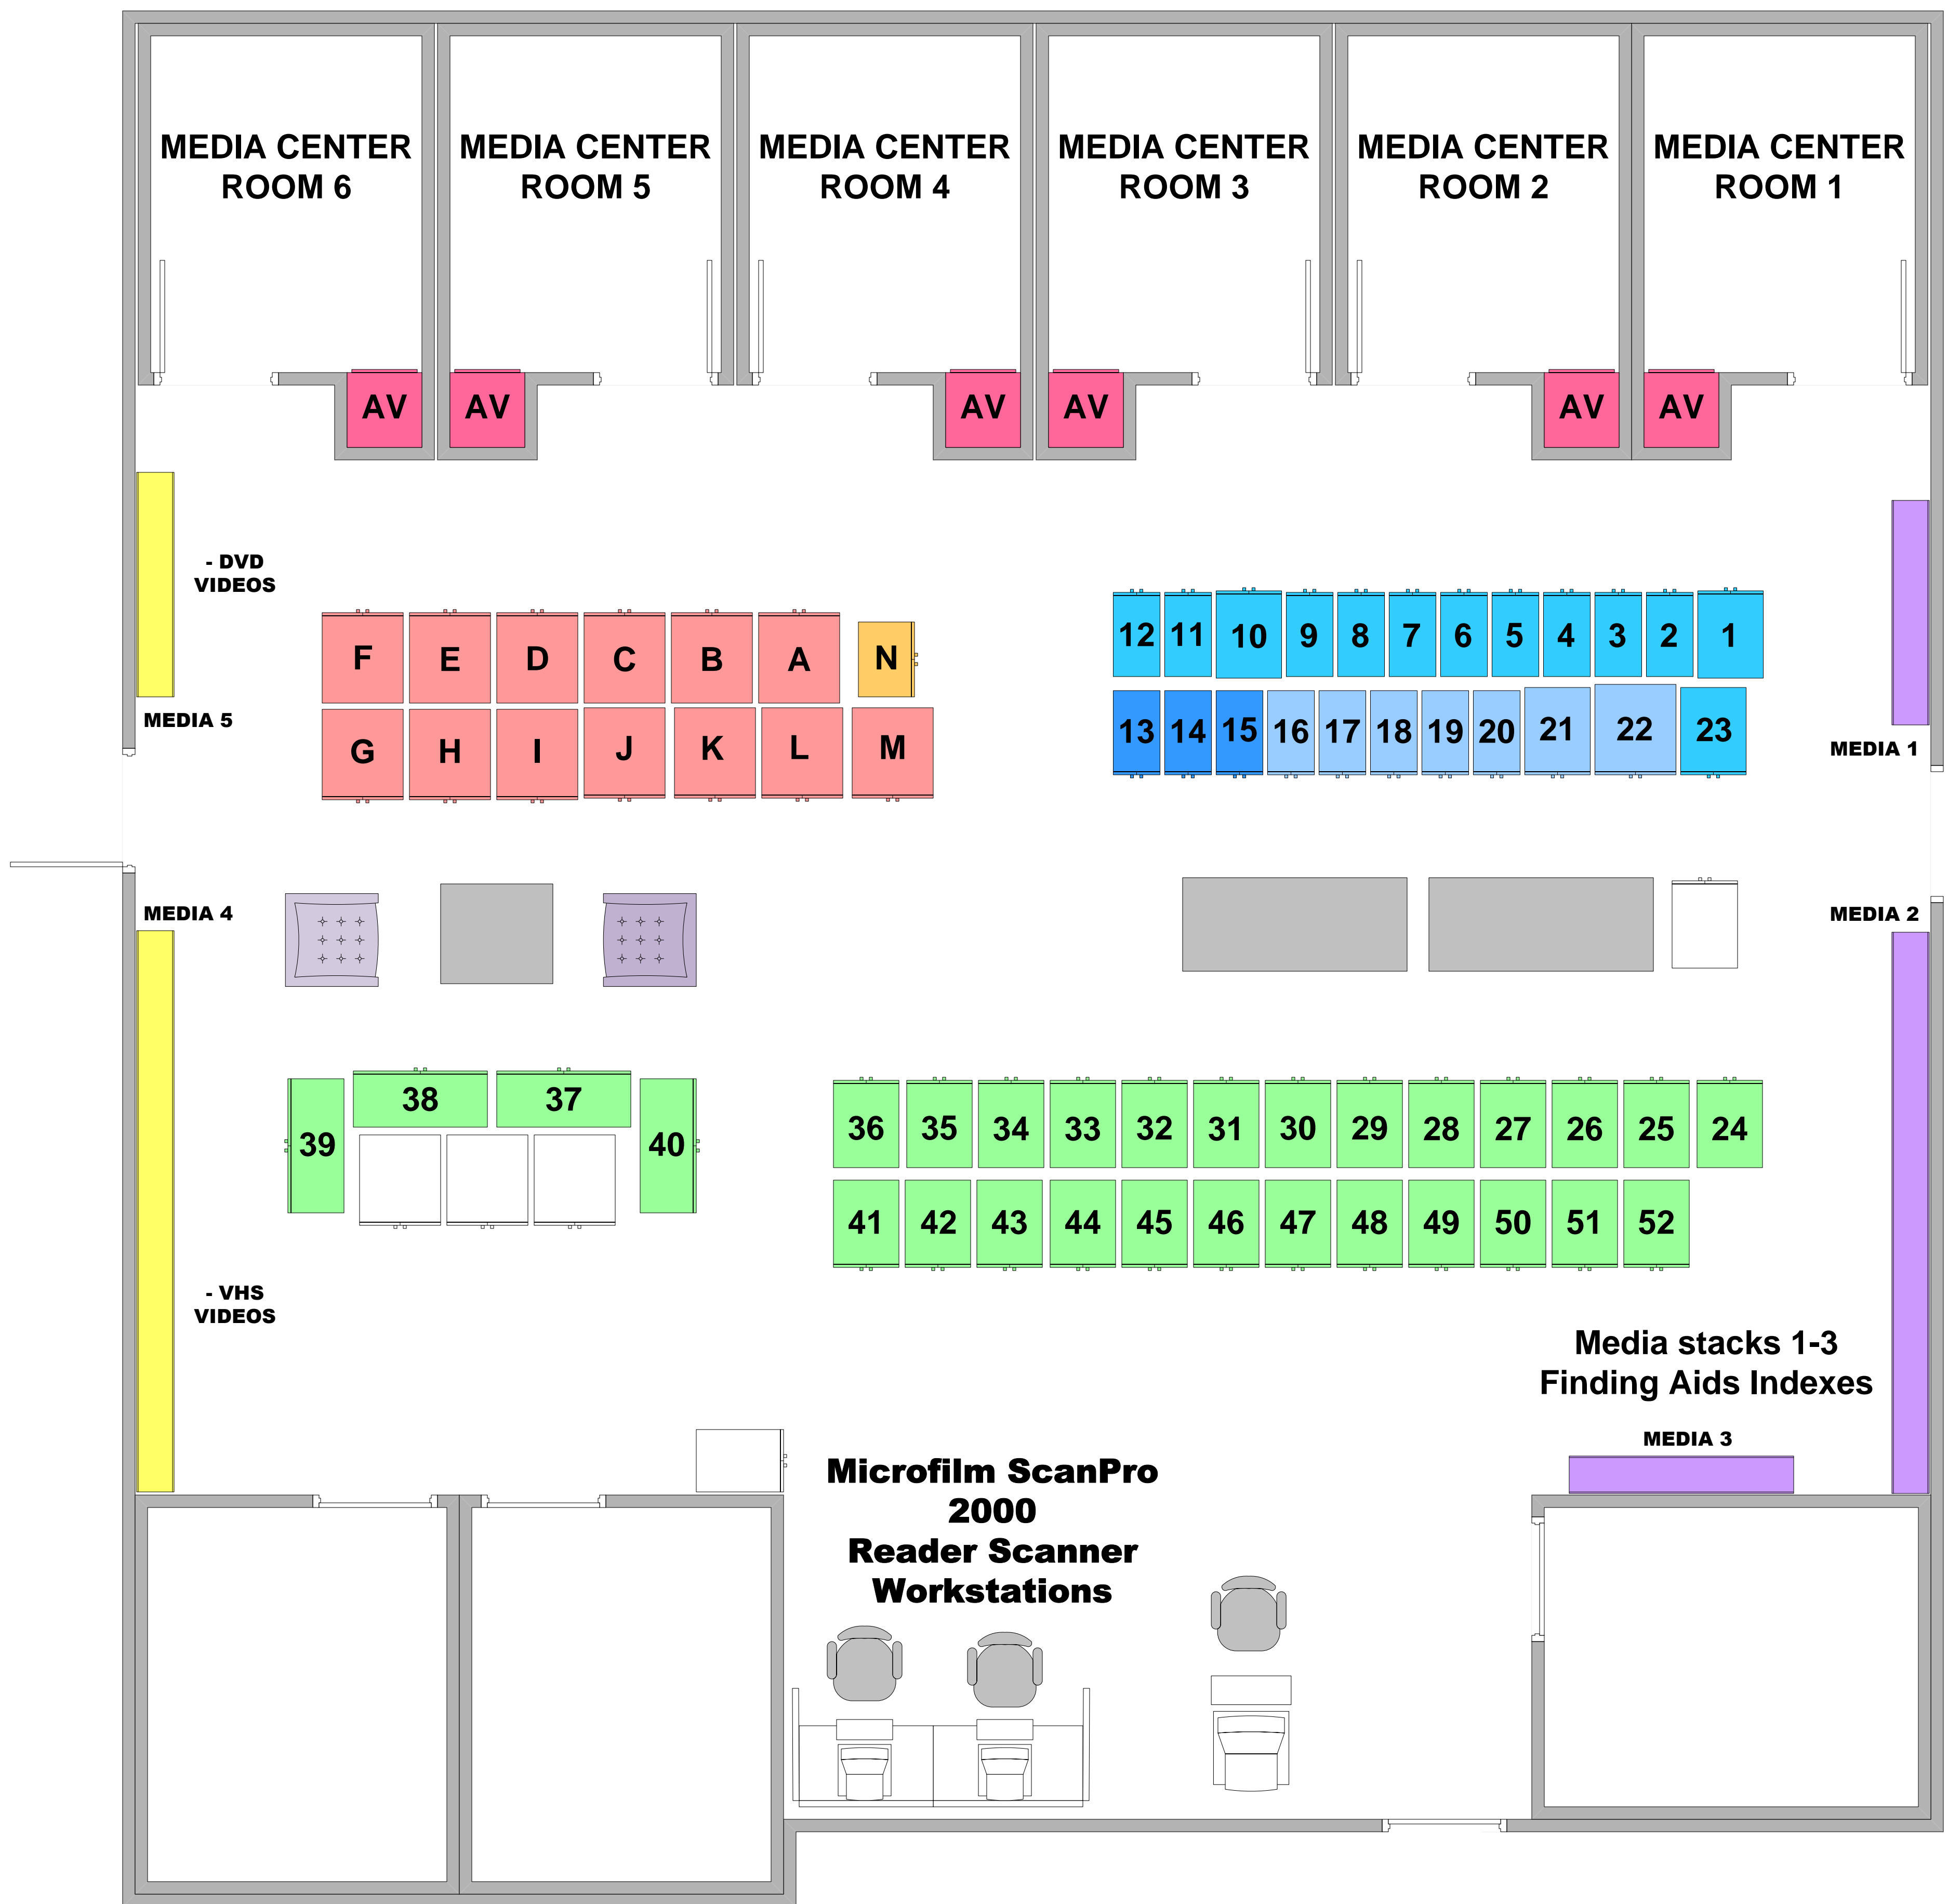 MEDIA CENTER
ROOM 6
MEDIA CENTER
ROOM 5
MEDIA CENTER
ROOM 4
MEDIA CENTER
ROOM 3
MEDIA CENTER
ROOM 2
MEDIA CENTER
ROOM 1
AV AV AV AV AV AV
- DVD
VIDEOS
MEDIA 5
F E D C B A N
G H I J K L M
12 11 10 9 8 7 6 5 4 3 2 1
13 14 15 16 17 18 19 20 21 22 23
MEDIA 1
MEDIA 4
MEDIA 2
39 38 37 40
36 35 34 33 32 31 30 29 28 27 26 25 24
41 42 43 44 45 46 47 48 49 50 51 52
- VHS
VIDEOS
Media stacks 1-3
Finding Aids Indexes
MEDIA 3
Microfilm ScanPro
2000
Reader Scanner
Workstations